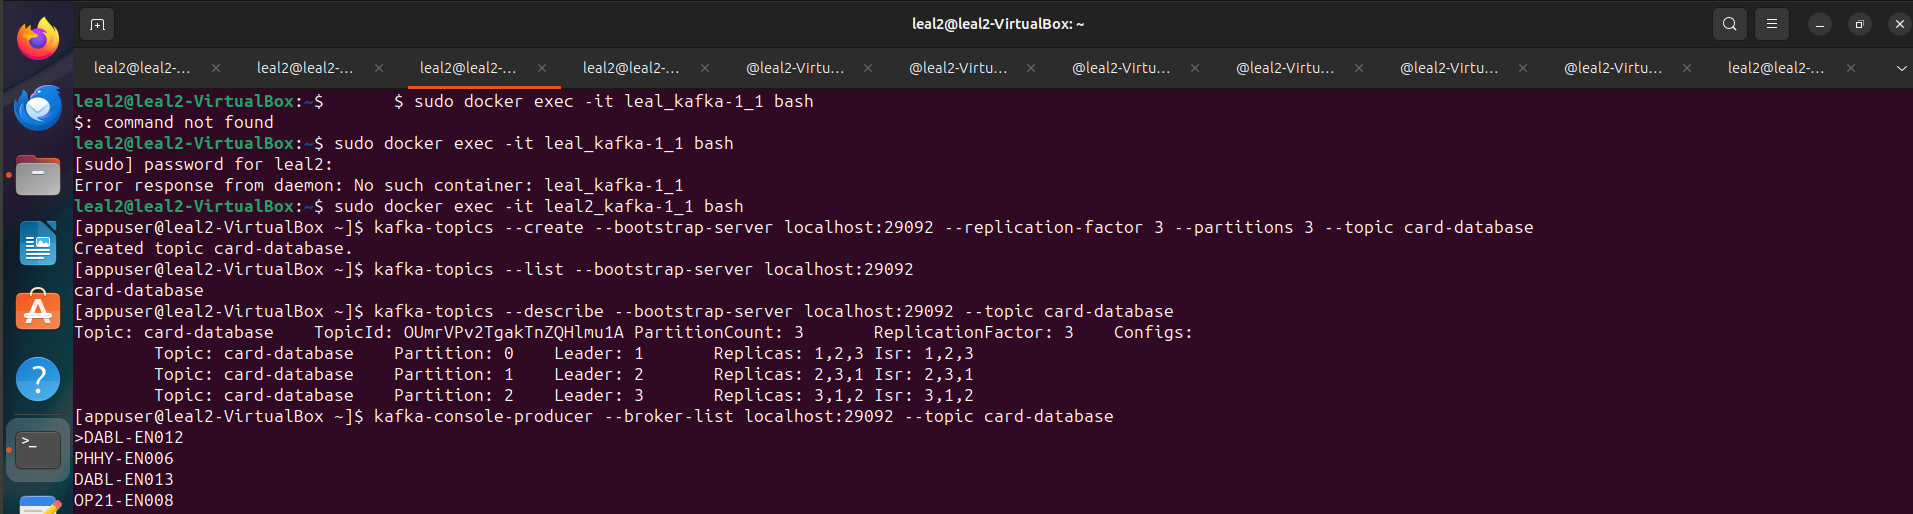 leal2@leal2-VirtualBox: ~
leal2@leal2-... × leal2@leal2-... × leal2@leal2-... × leal2@leal2-... × @leal2-Virtu... × @leal2-Virtu... × @leal2-Virtu... × @leal2-Virtu... × @leal2-Virtu... × @leal2-Virtu... × leal2@leal2-... ×
leal2@leal2-VirtualBox:~$       $ sudo docker exec -it leal_kafka-1_1 bash
$: command not found
leal2@leal2-VirtualBox:~$ sudo docker exec -it leal_kafka-1_1 bash
[sudo] password for leal2:
Error response from daemon: No such container: leal_kafka-1_1
leal2@leal2-VirtualBox:~$ sudo docker exec -it leal2_kafka-1_1 bash
[appuser@leal2-VirtualBox ~]$ kafka-topics --create --bootstrap-server localhost:29092 --replication-factor 3 --partitions 3 --topic card-database
Created topic card-database.
[appuser@leal2-VirtualBox ~]$ kafka-topics --list --bootstrap-server localhost:29092
card-database
[appuser@leal2-VirtualBox ~]$ kafka-topics --describe --bootstrap-server localhost:29092 --topic card-database
Topic: card-database    TopicId: OUmrVPv2TgakTnZQHlmu1A PartitionCount: 3       ReplicationFactor: 3    Configs:
        Topic: card-database    Partition: 0    Leader: 1       Replicas: 1,2,3 Isr: 1,2,3
        Topic: card-database    Partition: 1    Leader: 2       Replicas: 2,3,1 Isr: 2,3,1
        Topic: card-database    Partition: 2    Leader: 3       Replicas: 3,1,2 Isr: 3,1,2
[appuser@leal2-VirtualBox ~]$ kafka-console-producer --broker-list localhost:29092 --topic card-database
>DABL-EN012
PHHY-EN006
DABL-EN013
OP21-EN008